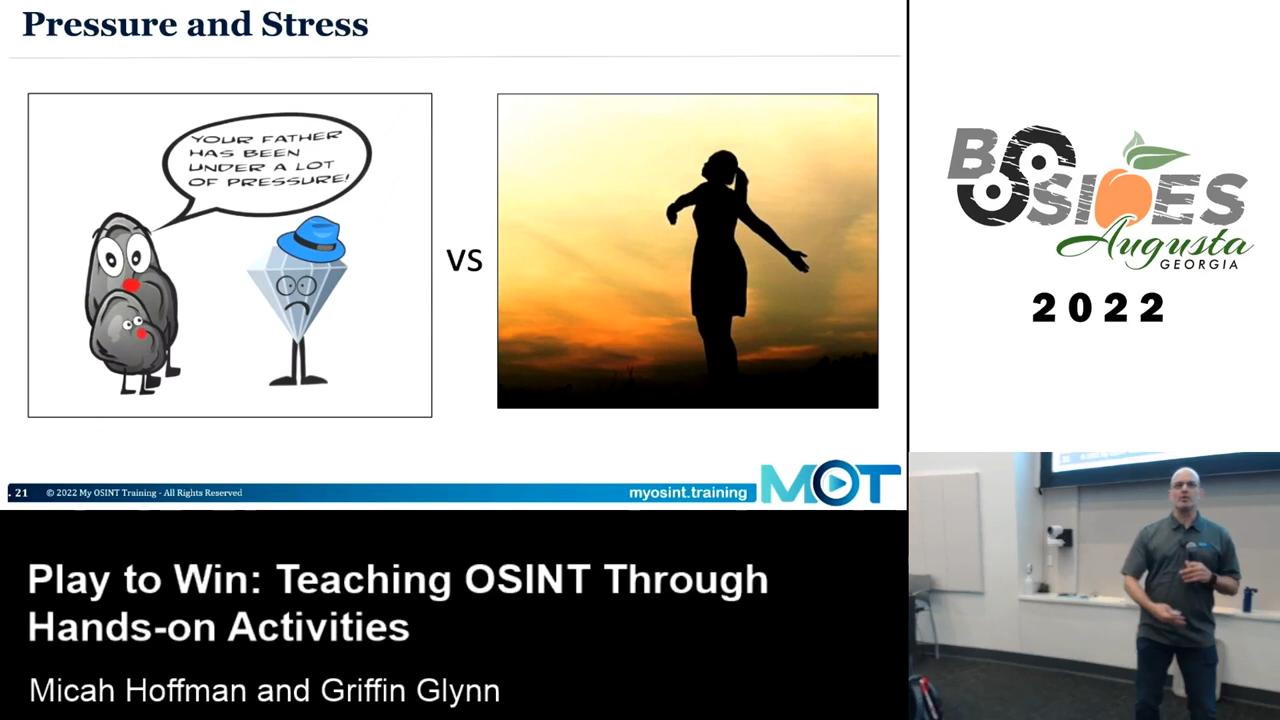 Pressure and Stress
YOUR FATHER
HAS BEEN
UNDER A LOT
OF PRESSURE!
VS
. 21 © 2022 My OSINT Training - All Rights Reserved
myosint.training
MOT
BSIDES
Augusta
GEORGIA
2022
Play to Win: Teaching OSINT Through
Hands-on Activities
Micah Hoffman and Griffin Glynn